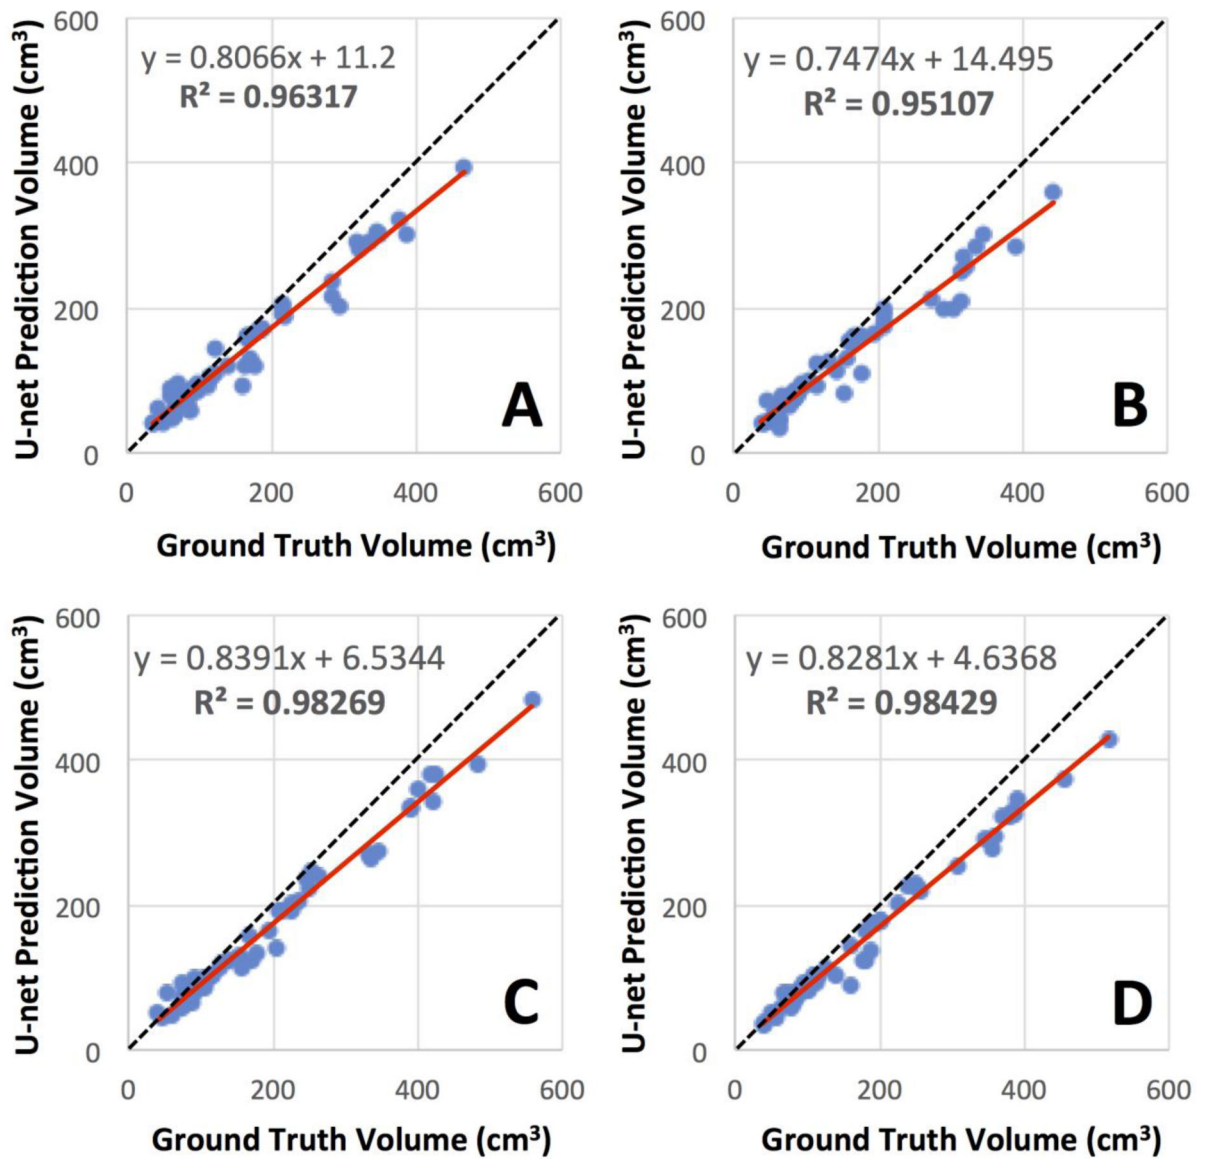 U-net Prediction Volume (cm³)
600
400
200
0
y = 0.8066x + 11.2
R² = 0.96317
A
0 200 400 600
Ground Truth Volume (cm³)
U-net Prediction Volume (cm³)
600
400
200
0
y = 0.7474x + 14.495
R² = 0.95107
B
0 200 400 600
Ground Truth Volume (cm³)
U-net Prediction Volume (cm³)
600
400
200
0
y = 0.8391x + 6.5344
R² = 0.98269
C
0 200 400 600
Ground Truth Volume (cm³)
U-net Prediction Volume (cm³)
600
400
200
0
y = 0.8281x + 4.6368
R² = 0.98429
D
0 200 400 600
Ground Truth Volume (cm³)